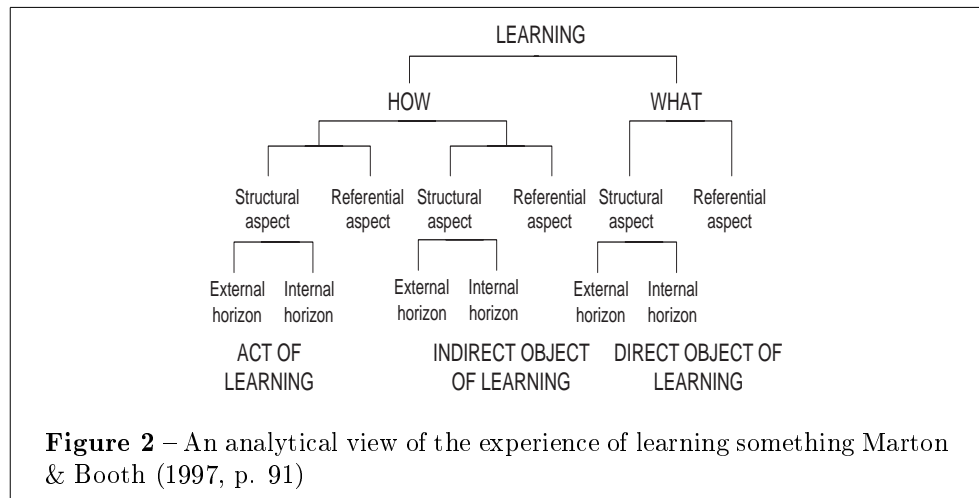 LEARNING
HOW WHAT
Structural aspect Referential aspect Structural aspect Referential aspect Structural aspect Referential aspect
External horizon Internal horizon External horizon Internal horizon External horizon Internal horizon
ACT OF LEARNING INDIRECT OBJECT OF LEARNING DIRECT OBJECT OF LEARNING
Figure 2 – An analytical view of the experience of learning something Marton
& Booth (1997, p. 91)